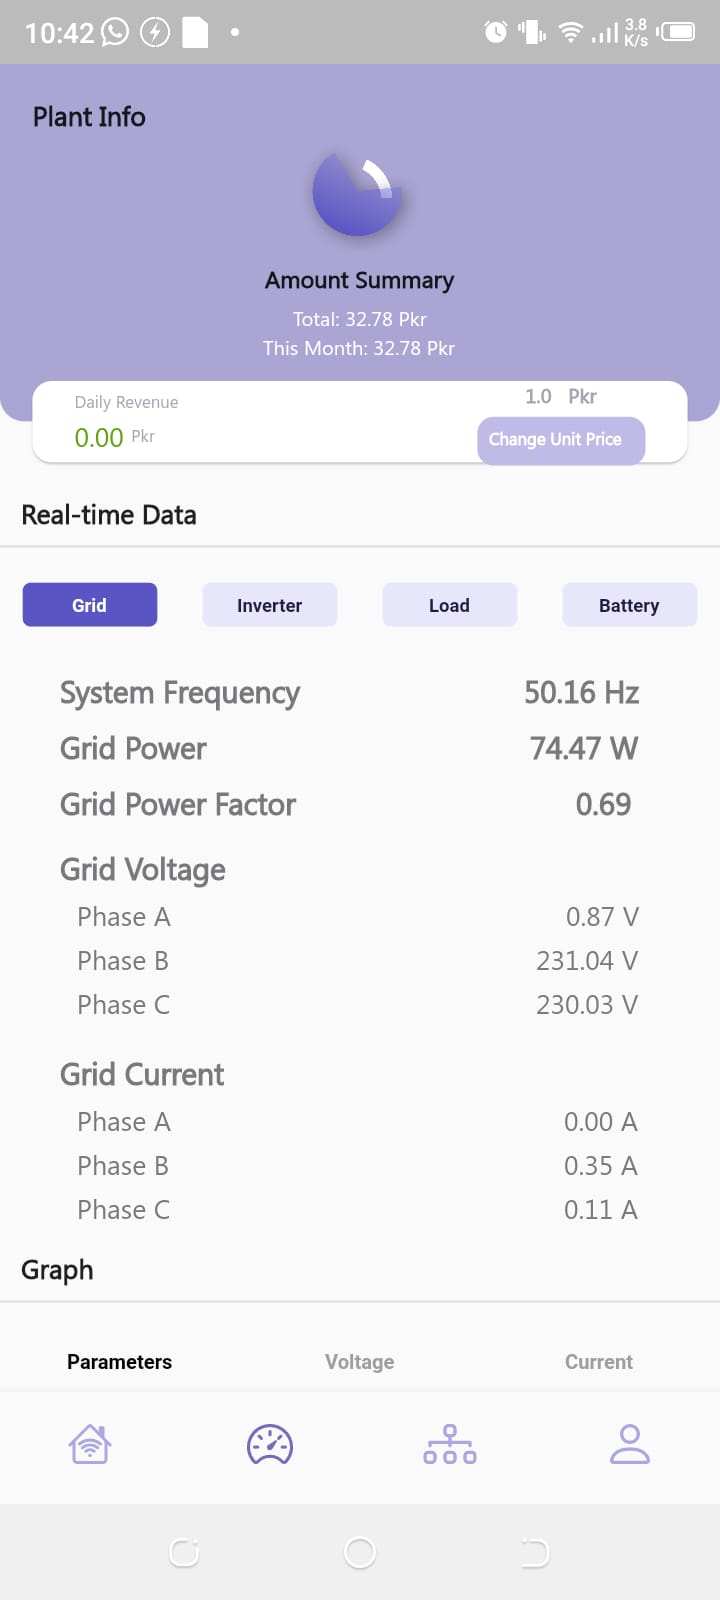 10:42
3.8
K/s
Plant Info
Amount Summary
Total: 32.78 Pkr
This Month: 32.78 Pkr
Daily Revenue
0.00 Pkr
1.0 Pkr
Change Unit Price
Real-time Data
Grid
Inverter
Load
Battery
System Frequency 50.16 Hz
Grid Power 74.47 W
Grid Power Factor 0.69
Grid Voltage
Phase A 0.87 V
Phase B 231.04 V
Phase C 230.03 V
Grid Current
Phase A 0.00 A
Phase B 0.35 A
Phase C 0.11 A
Graph
Parameters
Voltage
Current